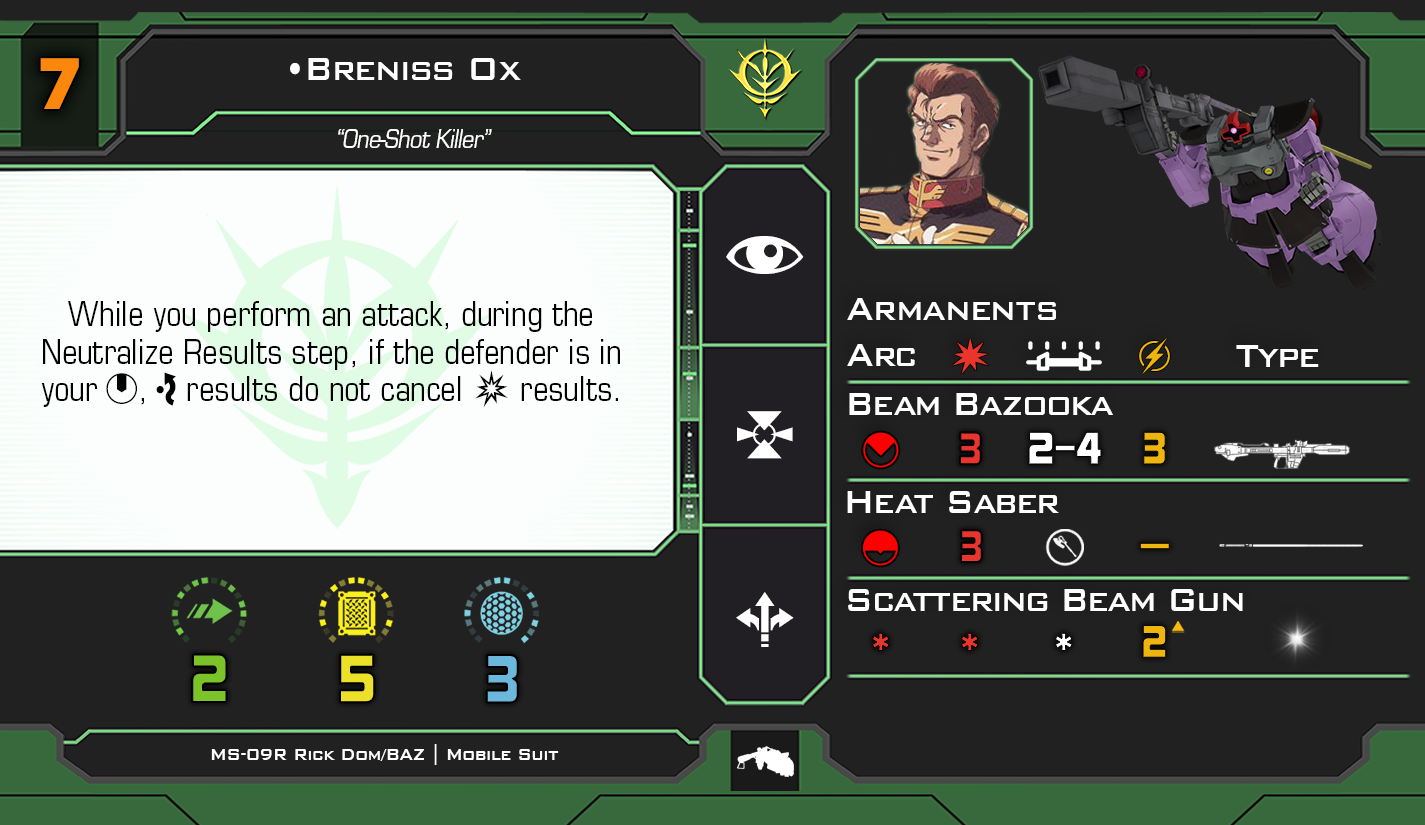 7
•Breniss Ox
“One-Shot Killer”
While you perform an attack, during the
Neutralize Results step, if the defender is in
your , results do not cancel results.
2 5 3
MS-09R Rick Dom/BAZ | Mobile Suit
Armanents
Arc Type
Beam Bazooka
3 2–4 3
Heat Saber
3 –
Scattering Beam Gun
* * * 2